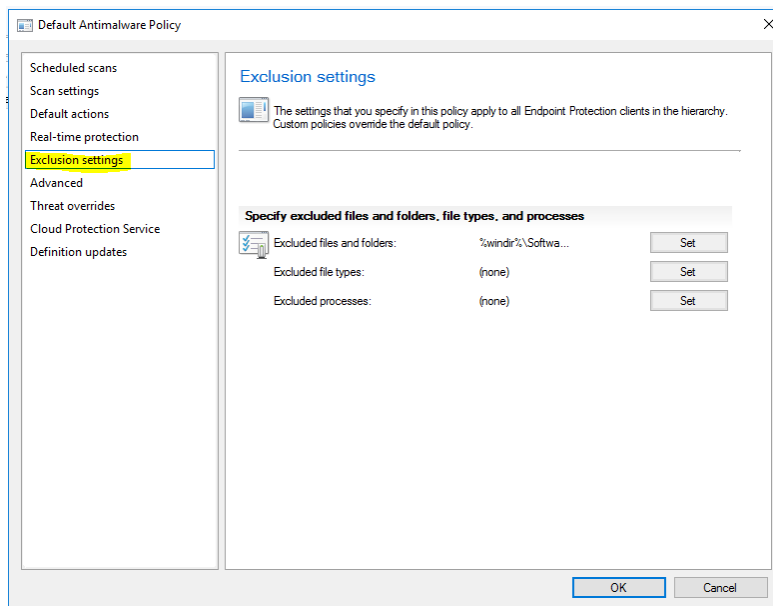 Default Antimalware Policy
Scheduled scans
Scan settings
Default actions
Real-time protection
Exclusion settings
Advanced
Threat overrides
Cloud Protection Service
Definition updates
Exclusion settings
The settings that you specify in this policy apply to all Endpoint Protection clients in the hierarchy.
Custom policies override the default policy.
Specify excluded files and folders, file types, and processes
Excluded files and folders: %windir%\Softwa... Set
Excluded file types: (none) Set
Excluded processes: (none) Set
OK Cancel